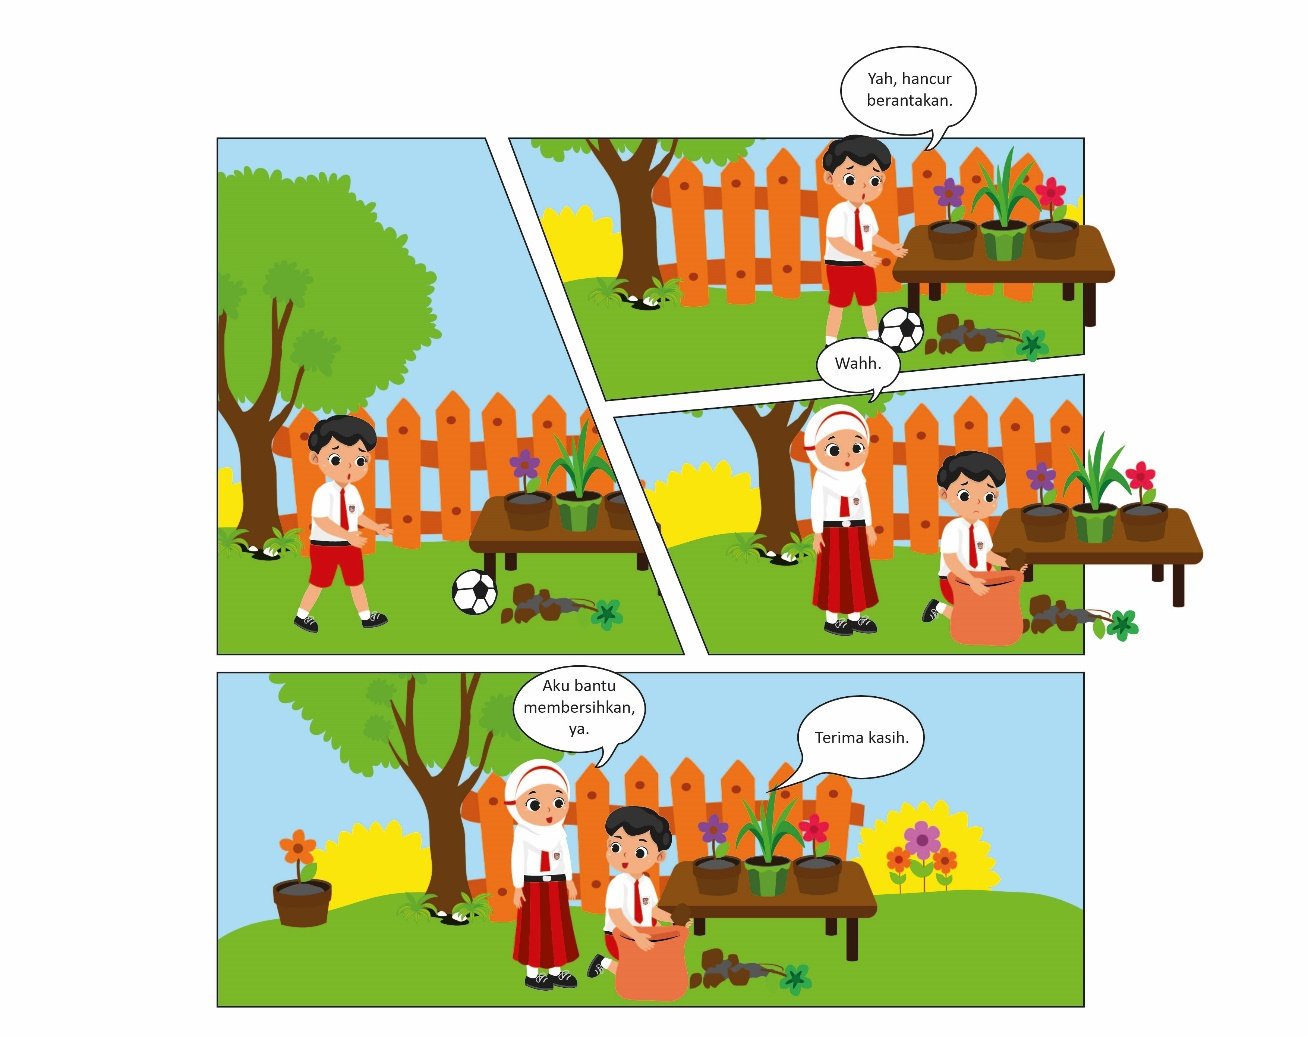 Yah, hancur
berantakan.
Wahh.
Aku bantu
membersihkan,
ya.
Terima kasih.